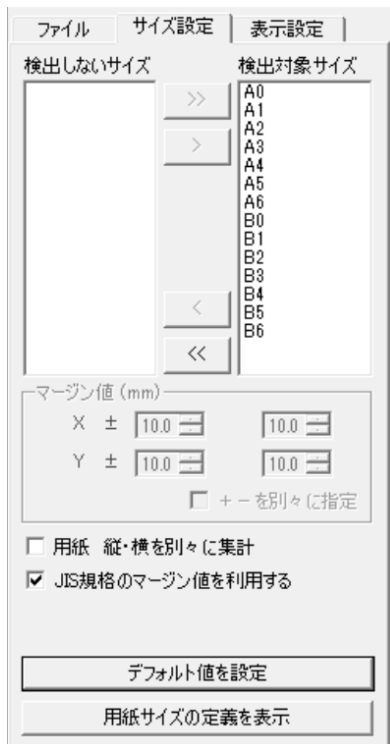 ファイル サイズ設定 表示設定
検出しないサイズ 検出対象サイズ
>>
>
<
<<
A0
A1
A2
A3
A4
A5
A6
B0
B1
B2
B3
B4
B5
B6
マージン値(mm)
X ± 10.0 10.0
Y ± 10.0 10.0
+-を別々に指定
用紙 縦・横を別々に集計
JIS規格のマージン値を利用する
デフォルト値を設定
用紙サイズの定義を表示